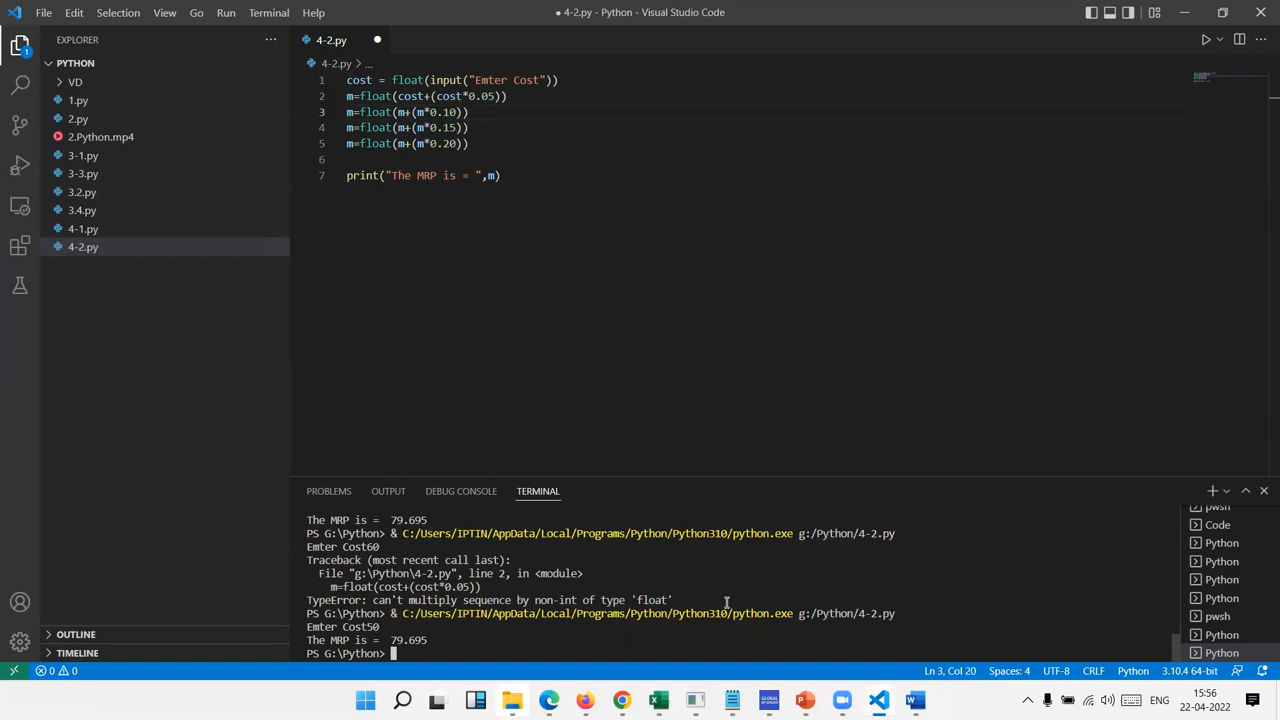 File Edit Selection View Go Run Terminal Help
● 4-2.py - Python - Visual Studio Code
EXPLORER
PYTHON
VD
1.py
2.py
2.Python.mp4
3-1.py
3-3.py
3.2.py
3.4.py
4-1.py
4-2.py
OUTLINE
TIMELINE
4-2.py
4-2.py > ...
1 cost = float(input("Emter Cost"))
2 m=float(cost+(cost*0.05))
3 m=float(m+(m*0.10))
4 m=float(m+(m*0.15))
5 m=float(m+(m*0.20))
6
7 print("The MRP is = ",m)
PROBLEMS OUTPUT DEBUG CONSOLE TERMINAL
The MRP is =  79.695
PS G:\Python> & C:/Users/IPTIN/AppData/Local/Programs/Python/Python310/python.exe g:/Python/4-2.py
Emter Cost60
Traceback (most recent call last):
File "g:\Python\4-2.py", line 2, in <module>
m=float(cost+(cost*0.05))
TypeError: can't multiply sequence by non-int of type 'float'
PS G:\Python> & C:/Users/IPTIN/AppData/Local/Programs/Python/Python310/python.exe g:/Python/4-2.py
Emter Cost50
The MRP is =  79.695
PS G:\Python>
pwsh
Code
Python
Python
Python
Python
pwsh
Python
Python
0 0
Ln 3, Col 20 Spaces: 4 UTF-8 CRLF Python 3.10.4 64-bit
1
GLOBAL
ENG
15:56
22-04-2022